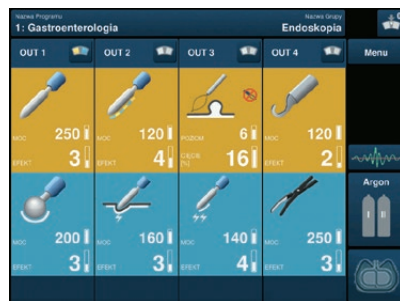 Nazwa Programu
Nazwa Grupy
1: Gastroenterologia
Endoskopia
OUT 1
OUT 2
OUT 3
OUT 4
Menu
MOC 250
MOC 120
POZIOM 6
MOC 120
EFEKT 3
EFEKT 4
CIĘCIE [%] 16
EFEKT 2
Argon
I II
MOC 200
MOC 160
MOC 140
MOC 250
EFEKT 3
EFEKT 3
EFEKT 4
EFEKT 3